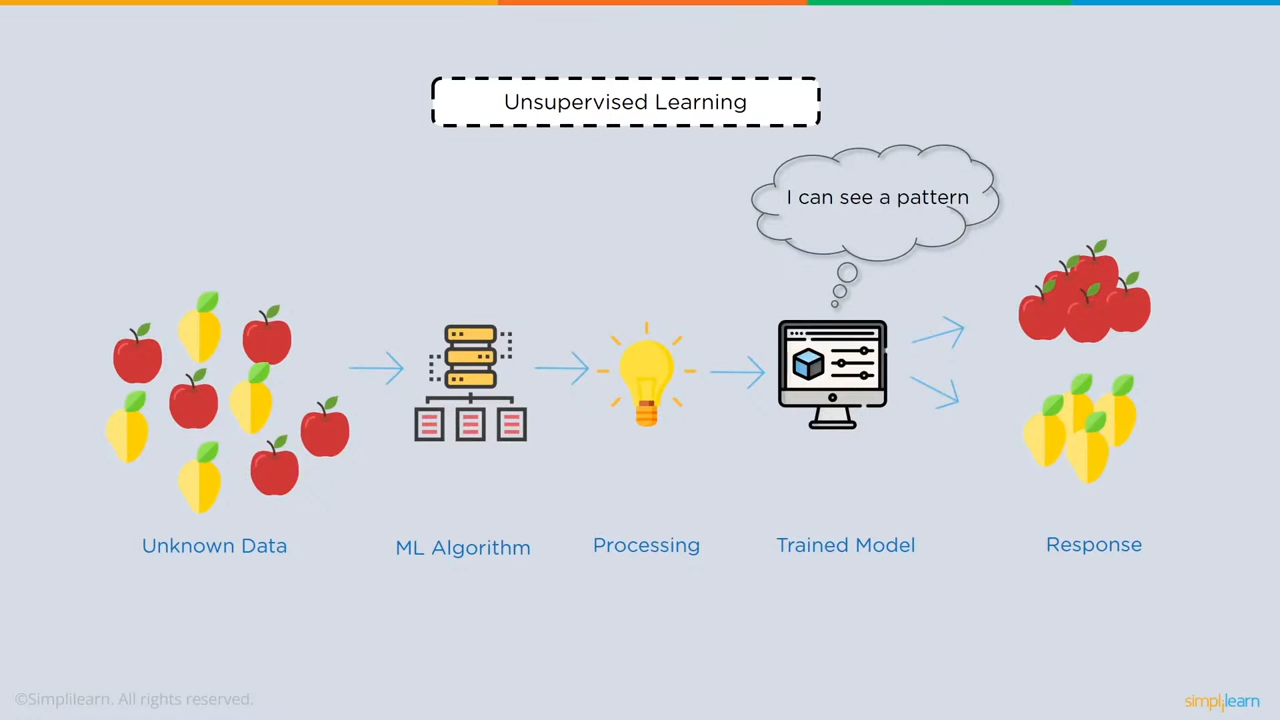 Unsupervised Learning
I can see a pattern
Unknown Data
ML Algorithm
Processing
Trained Model
Response
©Simplilearn. All rights reserved.
simplilearn